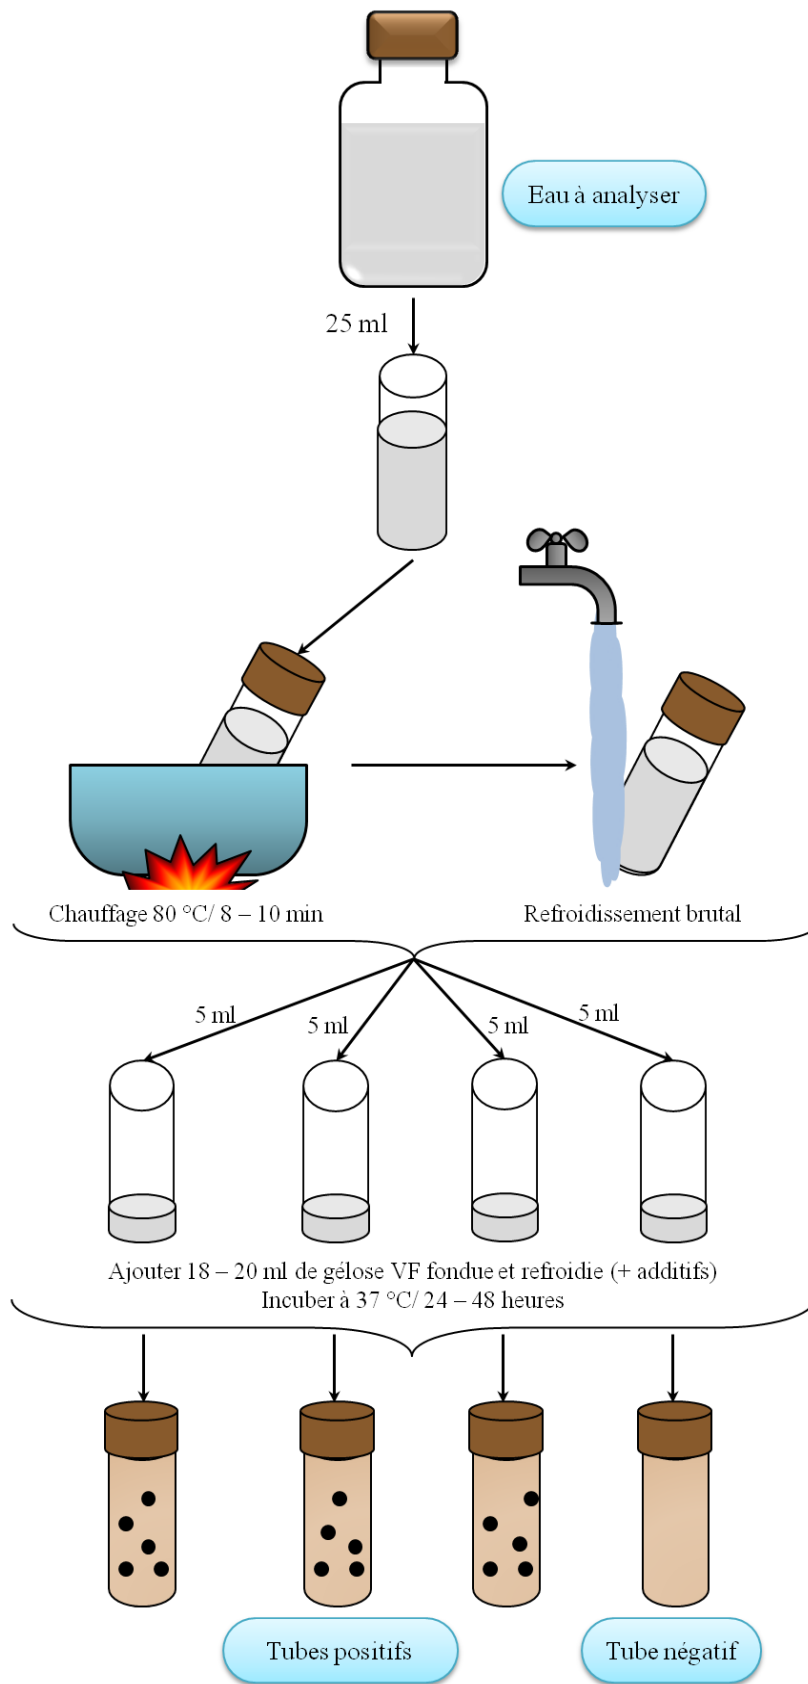 Eau à analyser
25 ml
Chauffage 80 °C/ 8 – 10 min
Refroidissement brutal
5 ml
5 ml
5 ml
5 ml
Ajouter 18 – 20 ml de gélose VF fondue et refroidie (+ additifs)
Incuber à 37 °C/ 24 – 48 heures
Tubes positifs
Tube négatif